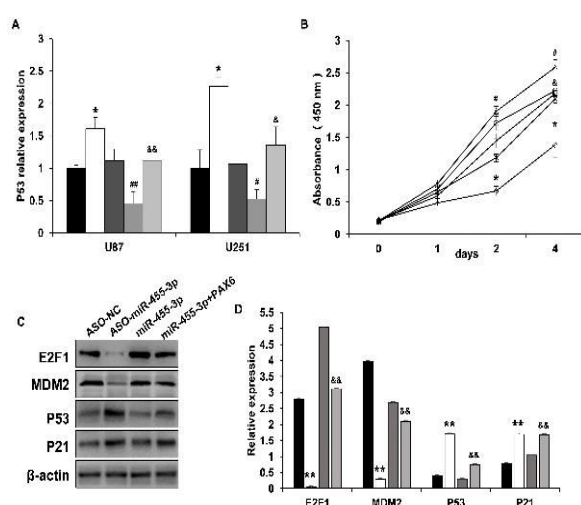 A
P53 relative expression
3
2.5
2
1.5
1
0.5
0
*
##
&&
*
#
&
U87
U251
B
Absorbance (450 nm)
3
2.5
2
1.5
1
0.5
0
#
*
#
&
*
0
1
2
4
days
C
ASO-NC
ASO-miR-455-3p
miR-455-3p
miR-455-3p+PAX6
E2F1
MDM2
P53
P21
β-actin
D
Relative expression
5.5
5
4.5
4
3.5
3
2.5
2
1.5
1
0.5
0
**
&&
**
&&
**
&&
**
&&
E2F1
MDM2
P53
P21